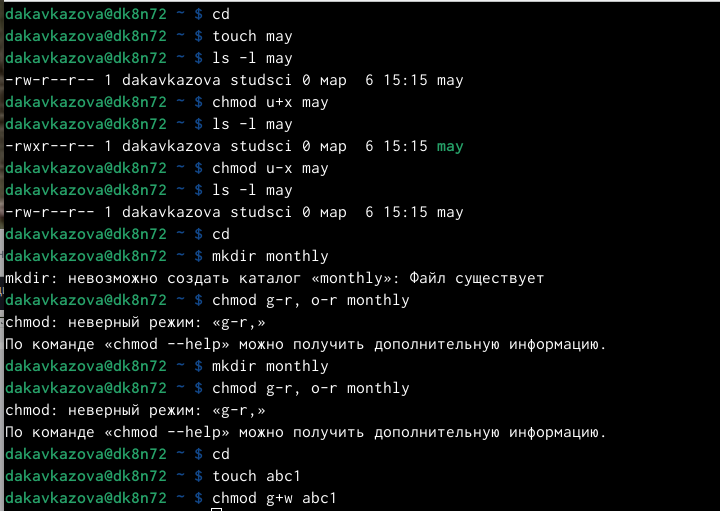 dakavkazova@dk8n72 ~ $ cd
dakavkazova@dk8n72 ~ $ touch may
dakavkazova@dk8n72 ~ $ ls -l may
-rw-r--r-- 1 dakavkazova studsci 0 мар  6 15:15 may
dakavkazova@dk8n72 ~ $ chmod u+x may
dakavkazova@dk8n72 ~ $ ls -l may
-rwxr--r-- 1 dakavkazova studsci 0 мар  6 15:15 may
dakavkazova@dk8n72 ~ $ chmod u-x may
dakavkazova@dk8n72 ~ $ ls -l may
-rw-r--r-- 1 dakavkazova studsci 0 мар  6 15:15 may
dakavkazova@dk8n72 ~ $ cd
dakavkazova@dk8n72 ~ $ mkdir monthly
mkdir: невозможно создать каталог «monthly»: Файл существует
dakavkazova@dk8n72 ~ $ chmod g-r, o-r monthly
chmod: неверный режим: «g-r,»
По команде «chmod --help» можно получить дополнительную информацию.
dakavkazova@dk8n72 ~ $ mkdir monthly
dakavkazova@dk8n72 ~ $ chmod g-r, o-r monthly
chmod: неверный режим: «g-r,»
По команде «chmod --help» можно получить дополнительную информацию.
dakavkazova@dk8n72 ~ $ cd
dakavkazova@dk8n72 ~ $ touch abc1
dakavkazova@dk8n72 ~ $ chmod g+w abc1